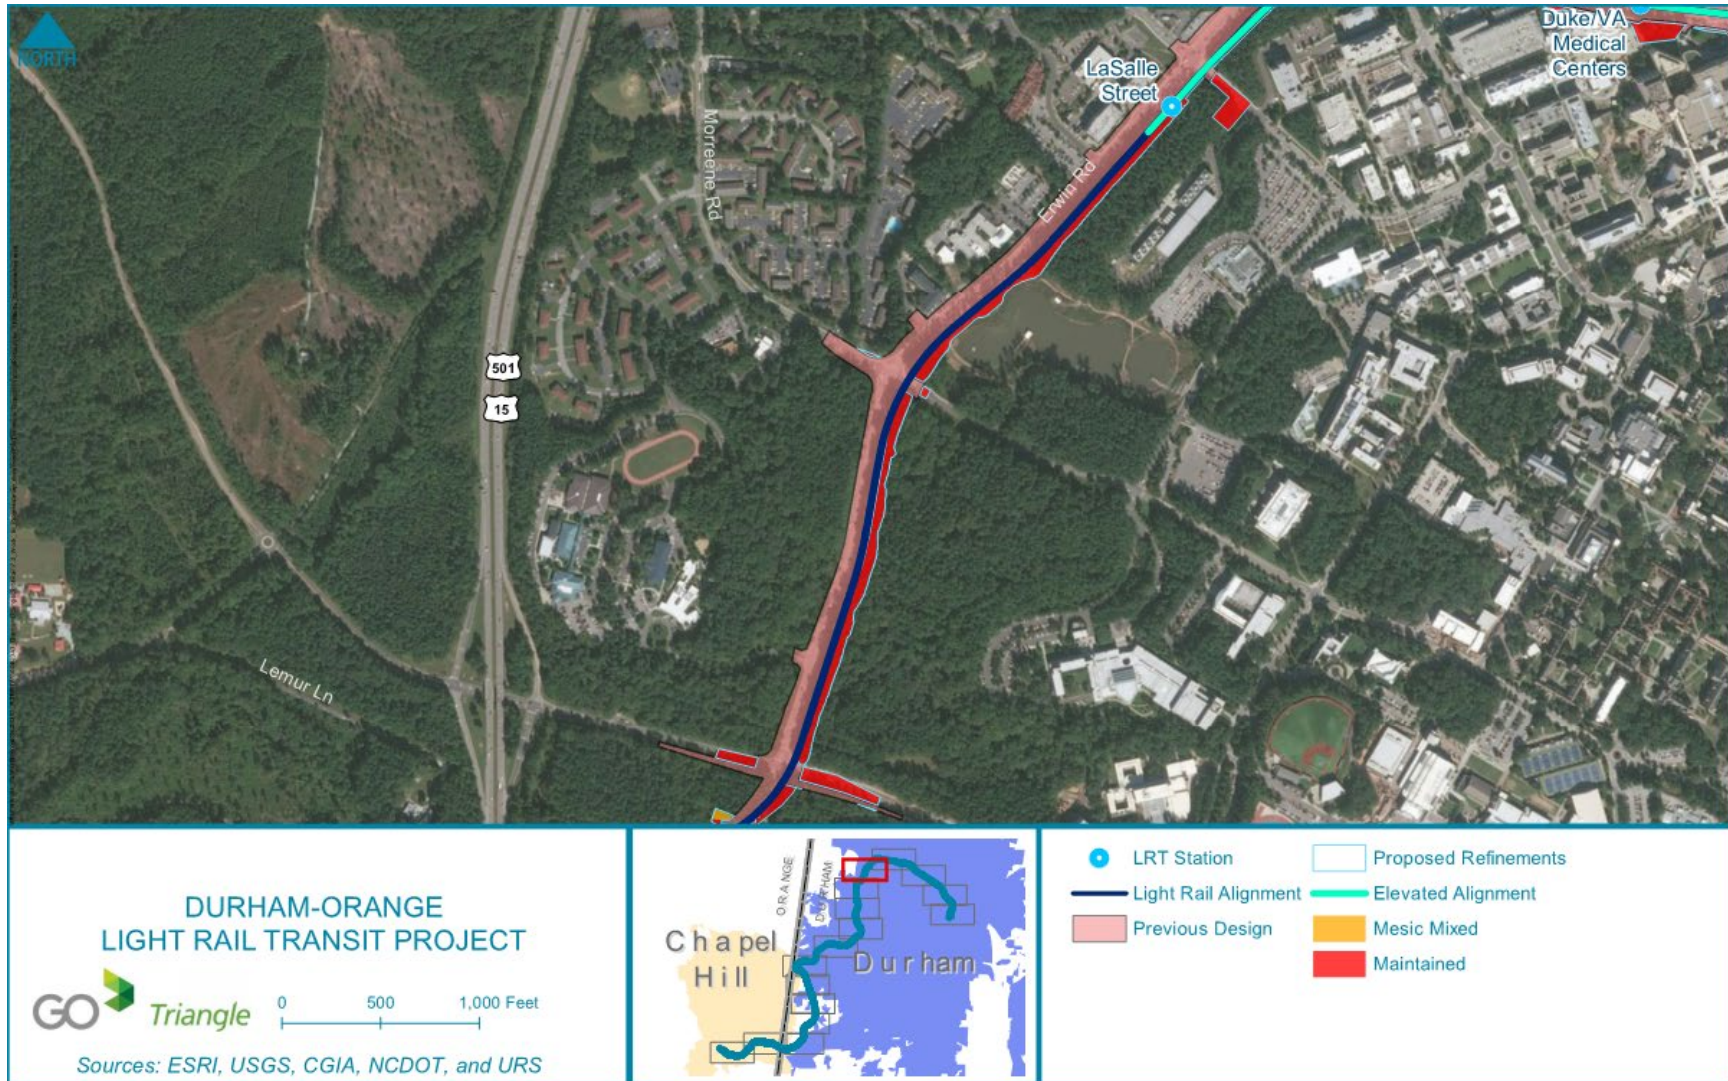 NORTH
Duke/VA
Medical
Centers
LaSalle
Street
Morreene Rd
Erwin Rd
501
15
Lemur Ln
DURHAM-ORANGE
LIGHT RAIL TRANSIT PROJECT
GO Triangle
0 500 1,000 Feet
Sources: ESRI, USGS, CGIA, NCDOT, and URS
ORANGE
DURHAM
Chapel
Hill
Durham
LRT Station
Light Rail Alignment
Previous Design
Proposed Refinements
Elevated Alignment
Mesic Mixed
Maintained